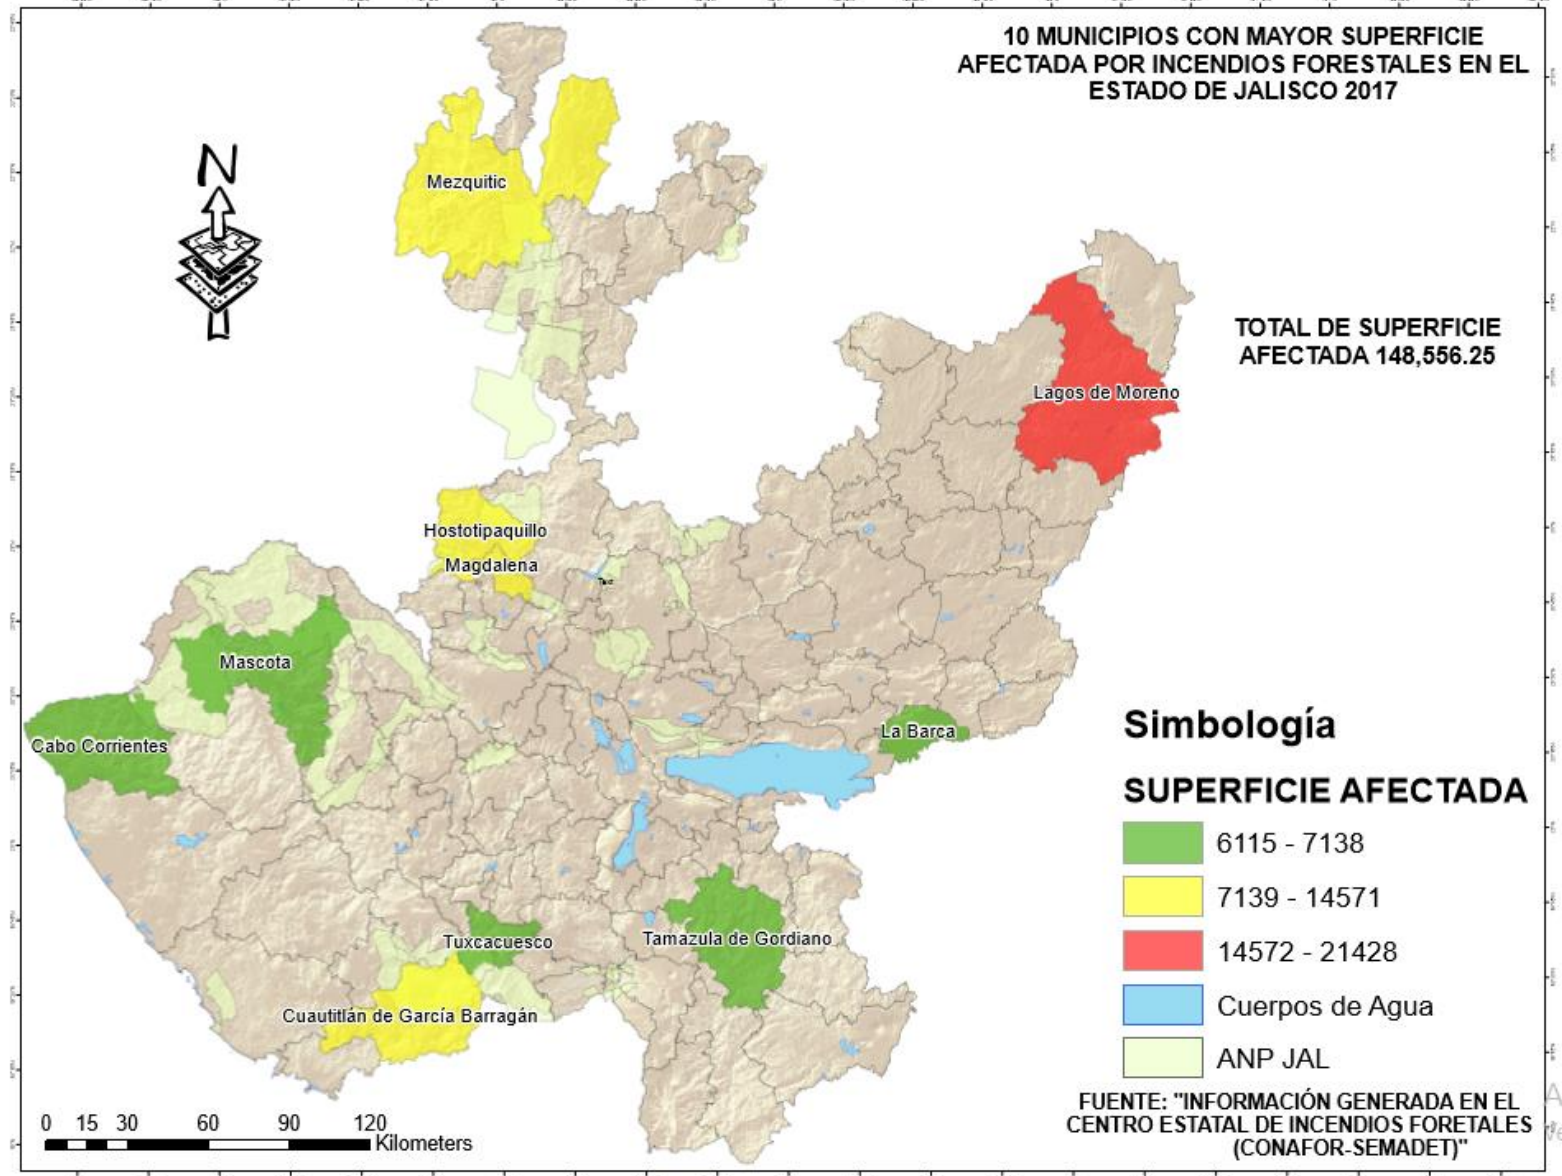 10 MUNICIPIOS CON MAYOR SUPERFICIE
AFECTADA POR INCENDIOS FORESTALES EN EL
ESTADO DE JALISCO 2017
N
Mezquitic
TOTAL DE SUPERFICIE
AFECTADA 148,556.25
Lagos de Moreno
Hostotipaquillo
Magdalena
Mascota
Cabo Corrientes
La Barca
Tuxcacuesco
Tamazula de Gordiano
Cuautitlán de García Barragán
Simbología
SUPERFICIE AFECTADA
6115 - 7138
7139 - 14571
14572 - 21428
Cuerpos de Agua
ANP JAL
0 15 30 60 90 120
Kilometers
FUENTE: "INFORMACIÓN GENERADA EN EL
CENTRO ESTATAL DE INCENDIOS FORETALES
(CONAFOR-SEMADET)"